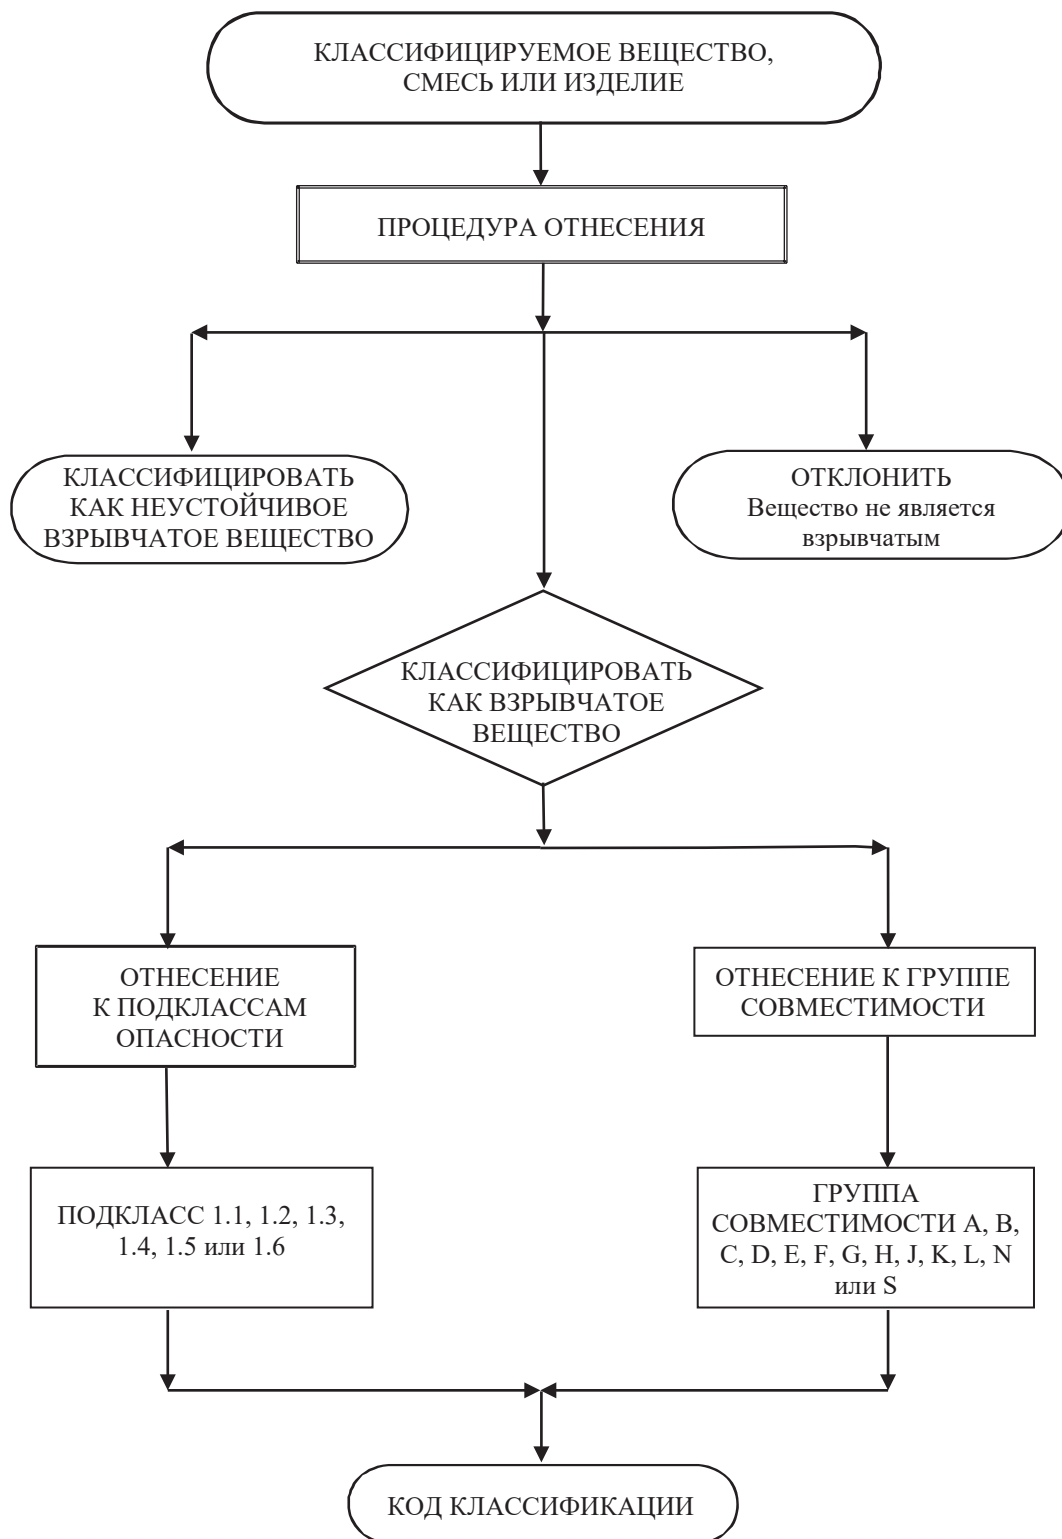 КЛАССИФИЦИРУЕМОЕ ВЕЩЕСТВО,
СМЕСЬ ИЛИ ИЗДЕЛИЕ
ПРОЦЕДУРА ОТНЕСЕНИЯ
КЛАССИФИЦИРОВАТЬ
КАК НЕУСТОЙЧИВОЕ
ВЗРЫВЧАТОЕ ВЕЩЕСТВО
ОТКЛОНИТЬ
Вещество не является
взрывчатым
КЛАССИФИЦИРОВАТЬ
КАК ВЗРЫВЧАТОЕ
ВЕЩЕСТВО
ОТНЕСЕНИЕ
К ПОДКЛАССАМ
ОПАСНОСТИ
ОТНЕСЕНИЕ К ГРУППЕ
СОВМЕСТИМОСТИ
ПОДКЛАСС 1.1, 1.2, 1.3,
1.4, 1.5 или 1.6
ГРУППА
СОВМЕСТИМОСТИ A, B,
C, D, E, F, G, H, J, K, L, N
или S
КОД КЛАССИФИКАЦИИ